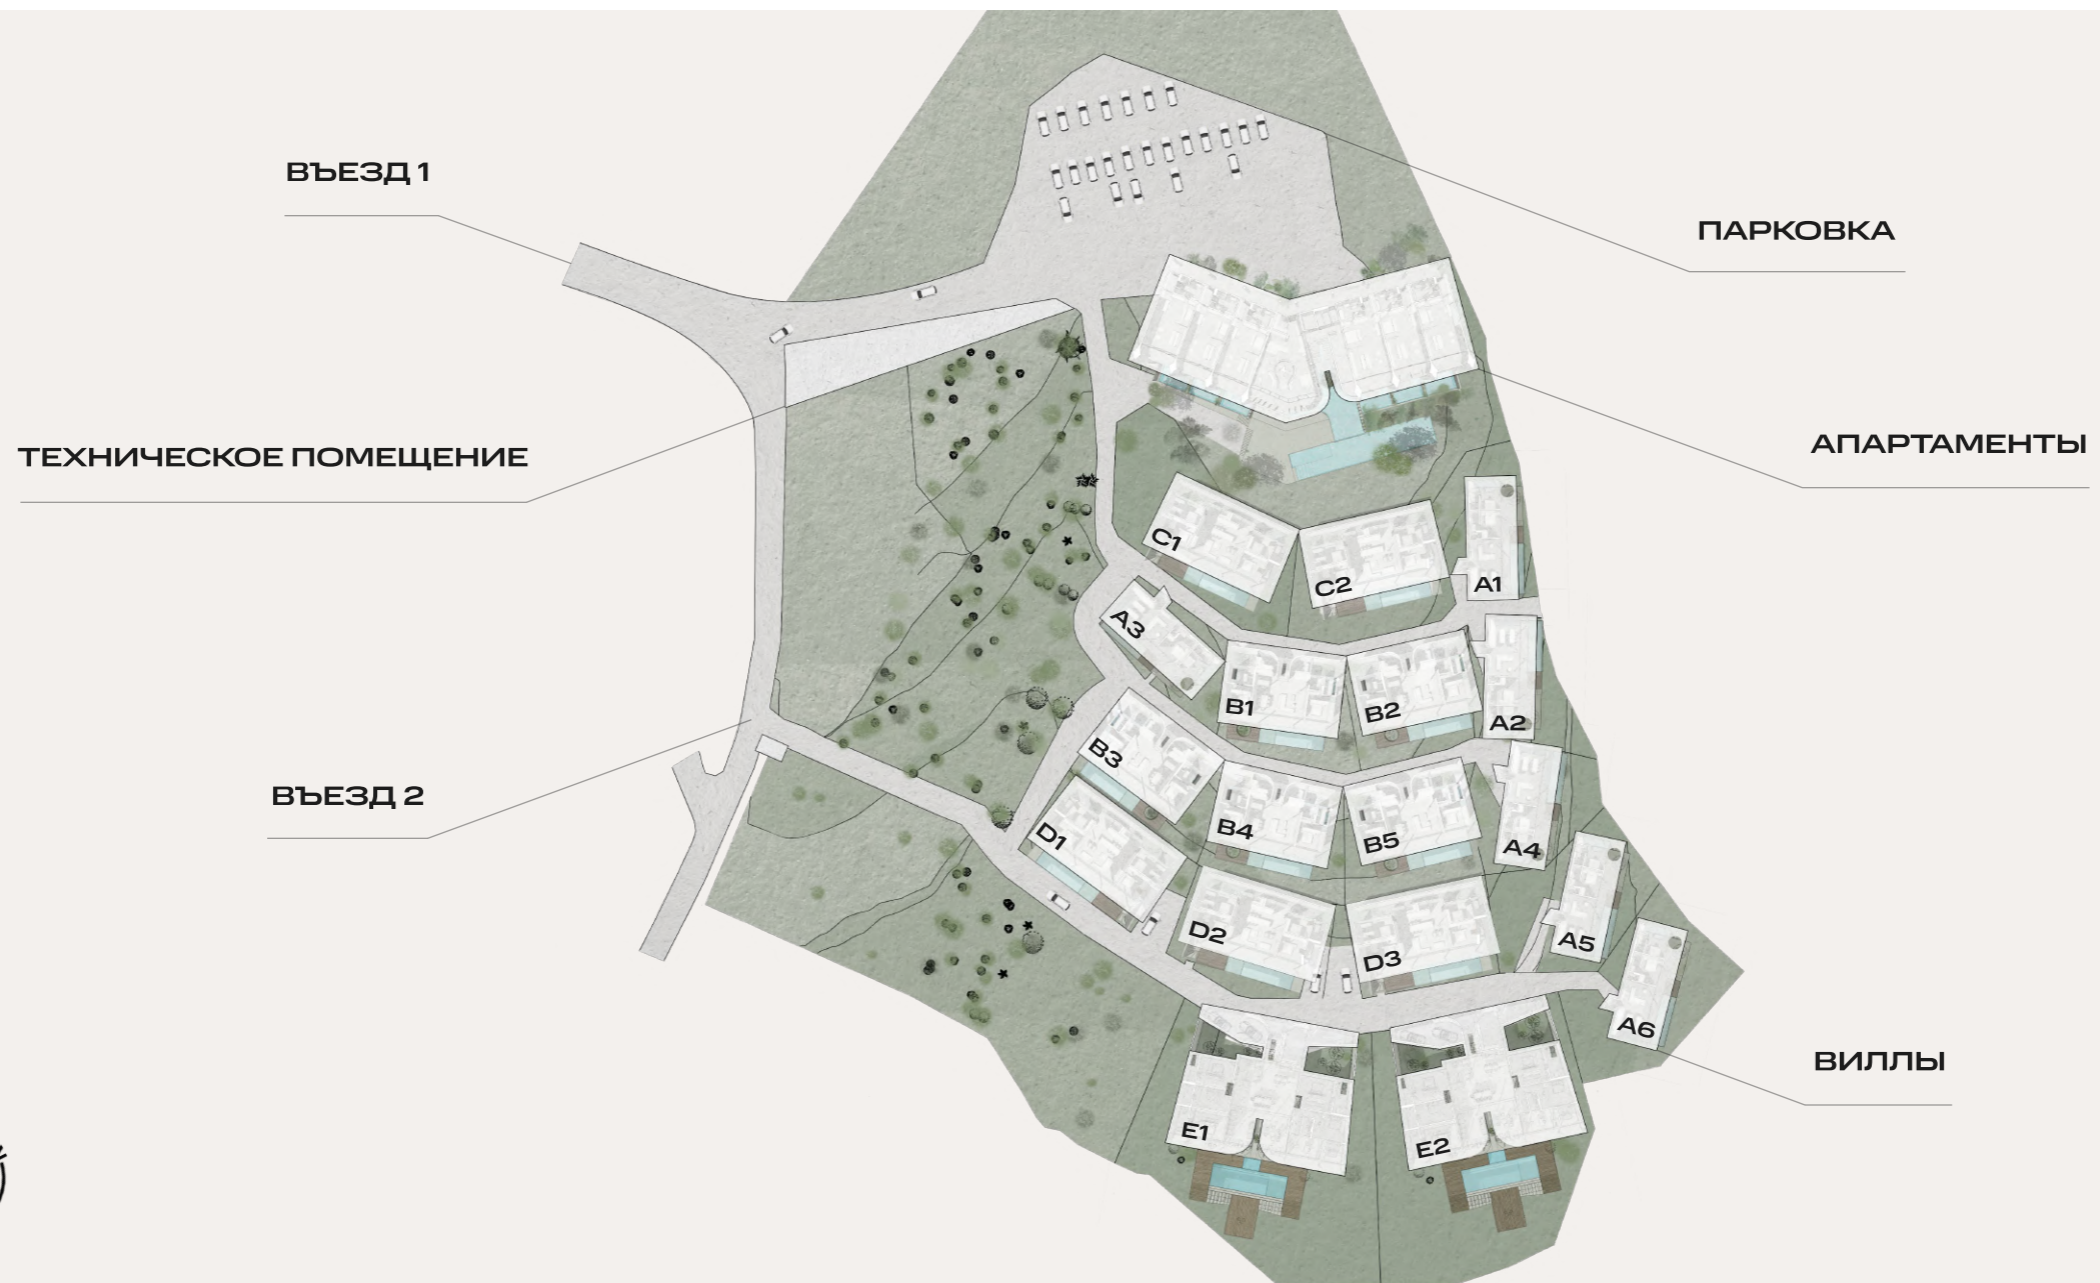 ВЪЕЗД 1
ПАРКОВКА
АПАРТАМЕНТЫ
ТЕХНИЧЕСКОЕ ПОМЕЩЕНИЕ
C1
C2
A1
A3
B1
B2
A2
B3
B4
B5
A4
ВЪЕЗД 2
D1
D2
D3
A5
A6
ВИЛЛЫ
E1
E2